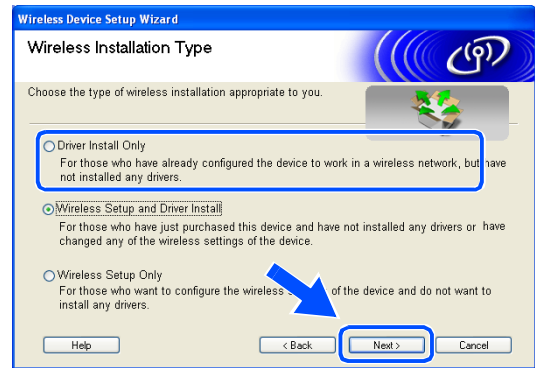 Wireless Device Setup Wizard
Wireless Installation Type
Choose the type of wireless installation appropriate to you.
Driver Install Only
For those who have already configured the device to work in a wireless network, but have
not installed any drivers.
Wireless Setup and Driver Install
For those who have just purchased this device and have not installed any drivers or have
changed any of the wireless settings of the device.
Wireless Setup Only
For those who want to configure the wireless of the device and do not want to
install any drivers.
Help
< Back
Next >
Cancel